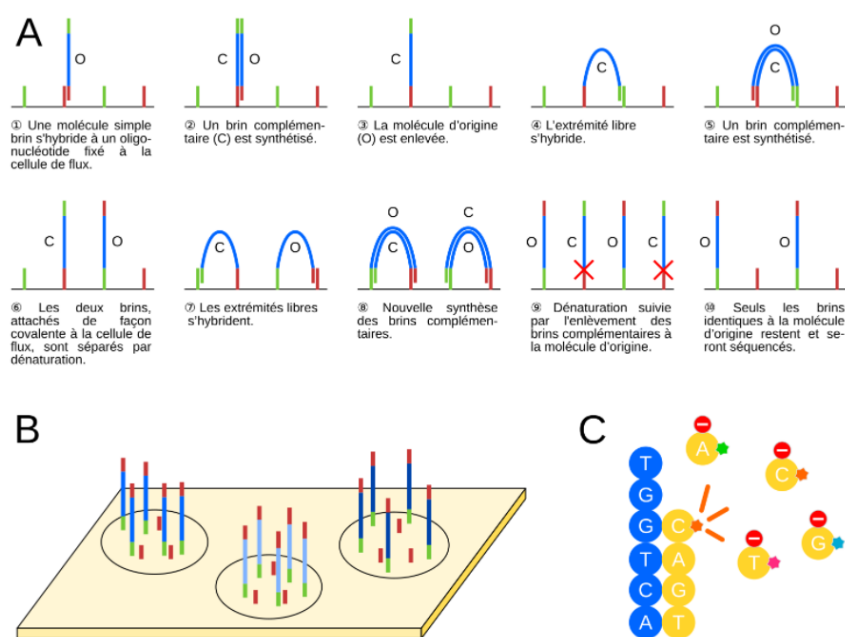 A
O
① Une molécule simple
brin s'hybride à un oligo-
nucléotide fixé à la
cellule de flux.
C
O
② Un brin complémen-
taire (C) est synthétisé.
C
③ La molécule d'origine
(O) est enlevée.
C
④ L'extrémité libre
s'hybride.
O
C
⑤ Un brin complémen-
taire est synthétisé.
C
O
⑥ Les deux brins,
attachés de façon
covalente à la cellule de
flux, sont séparés par
dénaturation.
C
O
⑦ Les extrémités libres
s'hybrident.
O
C
C
O
⑧ Nouvelle synthèse
des brins complémen-
taires.
O
C
O
C
⑨ Dénaturation suivie
par l'enlèvement des
brins complémentaires à
la molécule d'origine.
O
O
⑩ Seuls les brins
identiques à la molécule
d'origine restent et se-
ront séquencés.
B
C
T
G
G C
T A
C G
A T
A
C
T
G